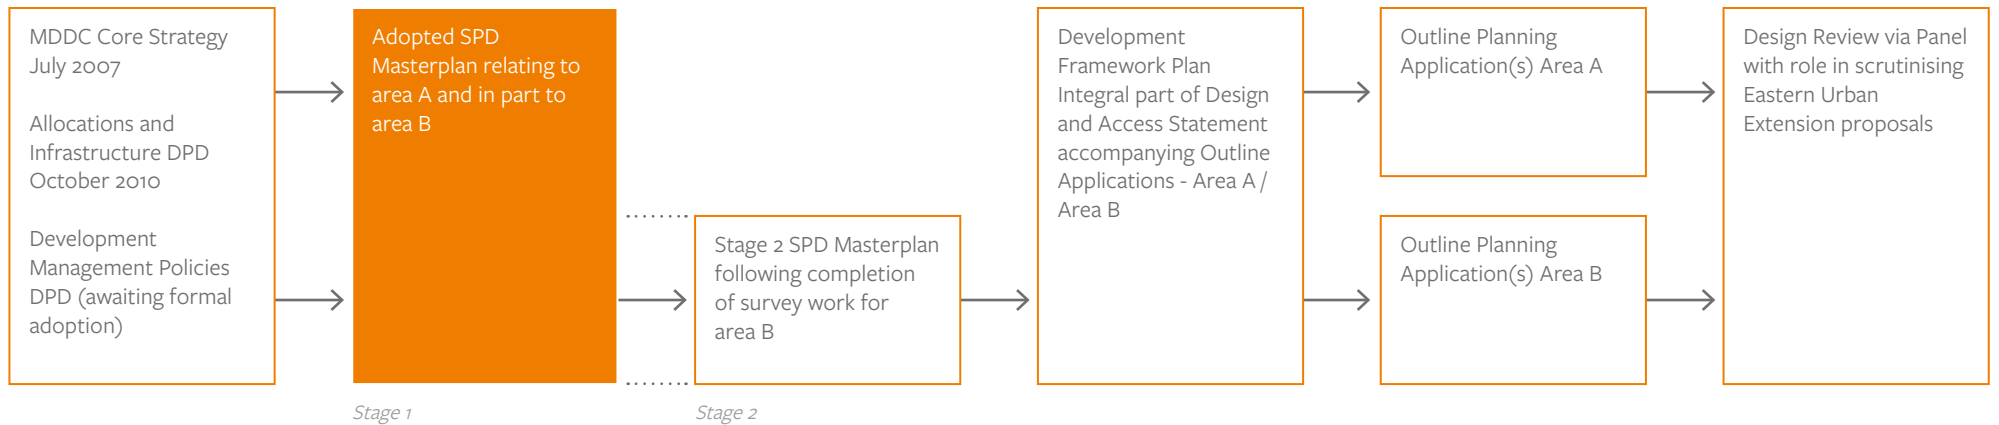 MDDC Core Strategy
July 2007
Allocations and
Infrastructure DPD
October 2010
Development
Management Policies
DPD (awaiting formal
adoption)
Adopted SPD
Masterplan relating to
area A and in part to
area B
Stage 1
Stage 2 SPD Masterplan
following completion
of survey work for
area B
Stage 2
Development
Framework Plan
Integral part of Design
and Access Statement
accompanying Outline
Applications - Area A /
Area B
Outline Planning
Application(s) Area A
Outline Planning
Application(s) Area B
Design Review via Panel
with role in scrutinising
Eastern Urban
Extension proposals